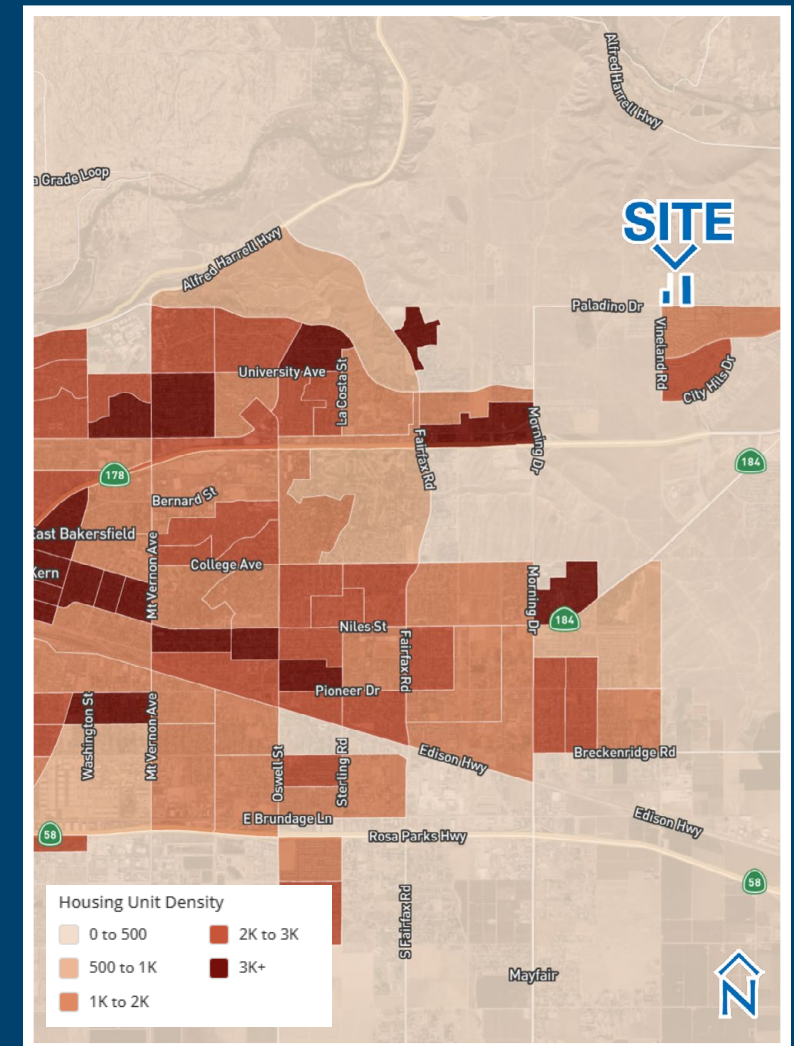 Alfred Harrell Hwy
a Grade Loop
SITE
Alfred Harrell Hwy
Paladino Dr
Vineland Rd
University Ave
La Costa St
City Hils Dr
Fairfax Rd
Morning Dr
178
184
Bernard St
East Bakersfield
Mt Vernon Ave
College Ave
Kern
Morning Dr
Niles St
184
Fairfax Rd
Pioneer Dr
Washington St
Mt Vernon Ave
Oswell St
Sterling Rd
Edison Hwy
Breckenridge Rd
E Brundage Ln
Edison Hwy
58
Rosa Parks Hwy
58
S Fairfax Rd
Mayfair
Housing Unit Density
0 to 500
2K to 3K
500 to 1K
3K+
1K to 2K
N